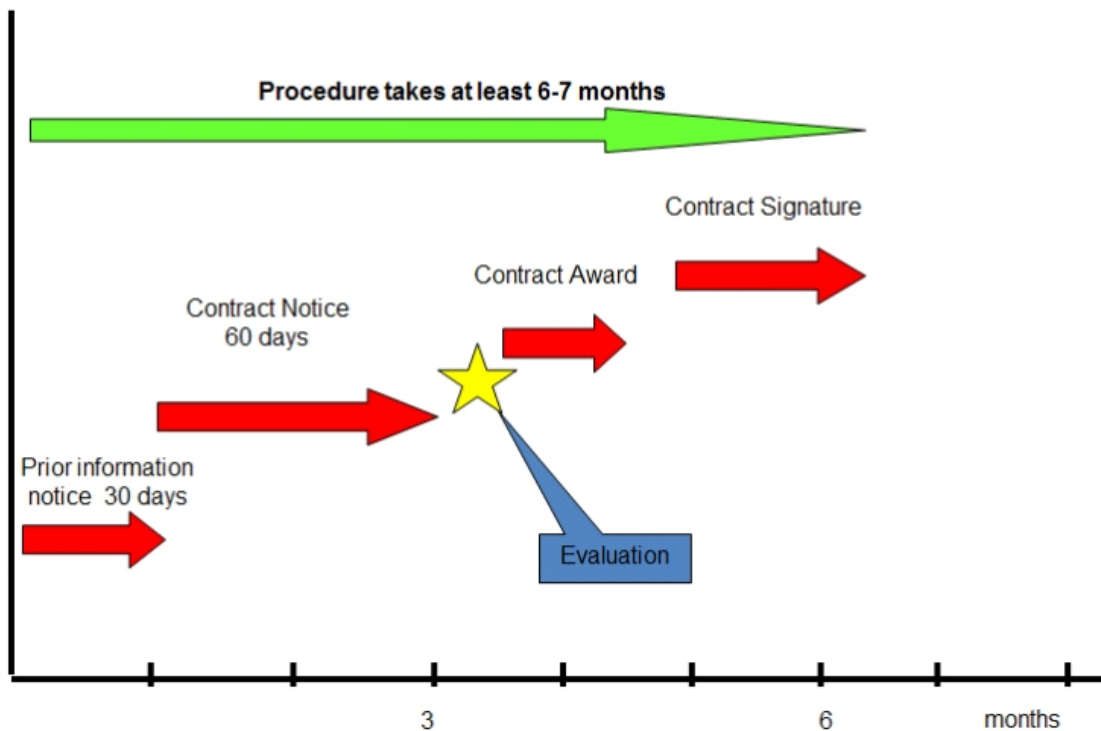 Procedure takes at least 6-7 months
Contract Signature
Contract Award
Contract Notice
60 days
Prior information
notice 30 days
Evaluation
3
6
months